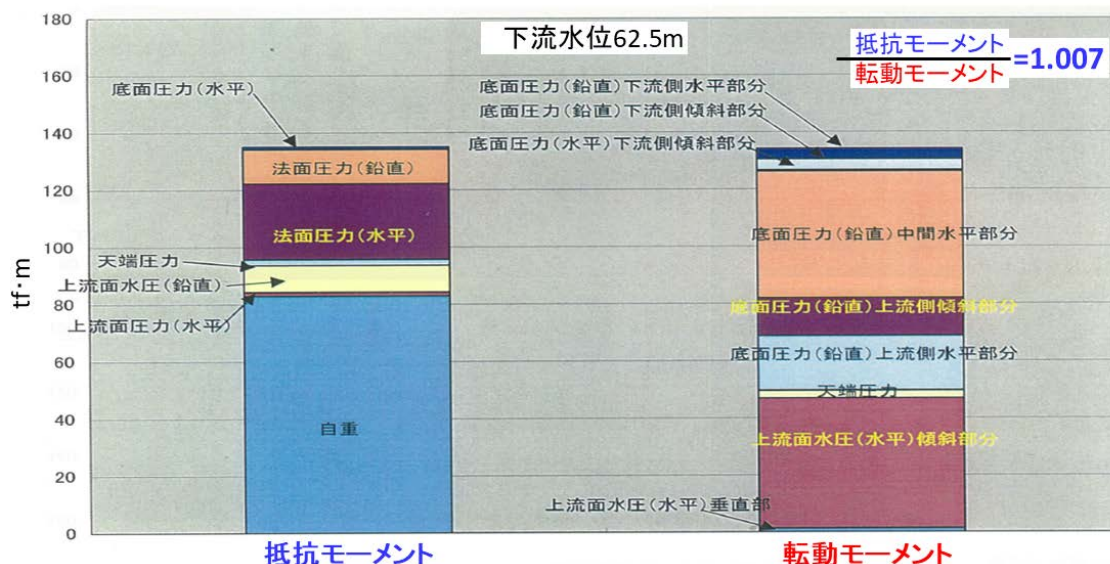 下流水位62.5m
抵抗モーメント
転動モーメント
=1.007
tf・m
180
160
140
120
100
80
60
40
20
0
底面圧力(水平)
法面圧力(鉛直)
法面圧力(水平)
天端圧力
上流面水圧(鉛直)
上流面圧力(水平)
自重
抵抗モーメント
底面圧力(鉛直)下流側水平部分
底面圧力(鉛直)下流側傾斜部分
底面圧力(水平)下流側傾斜部分
底面圧力(鉛直)中間水平部分
底面圧力(鉛直)上流側傾斜部分
底面圧力(鉛直)上流側水平部分
天端圧力
上流面水圧(水平)傾斜部分
上流面水圧(水平)垂直部
転動モーメント